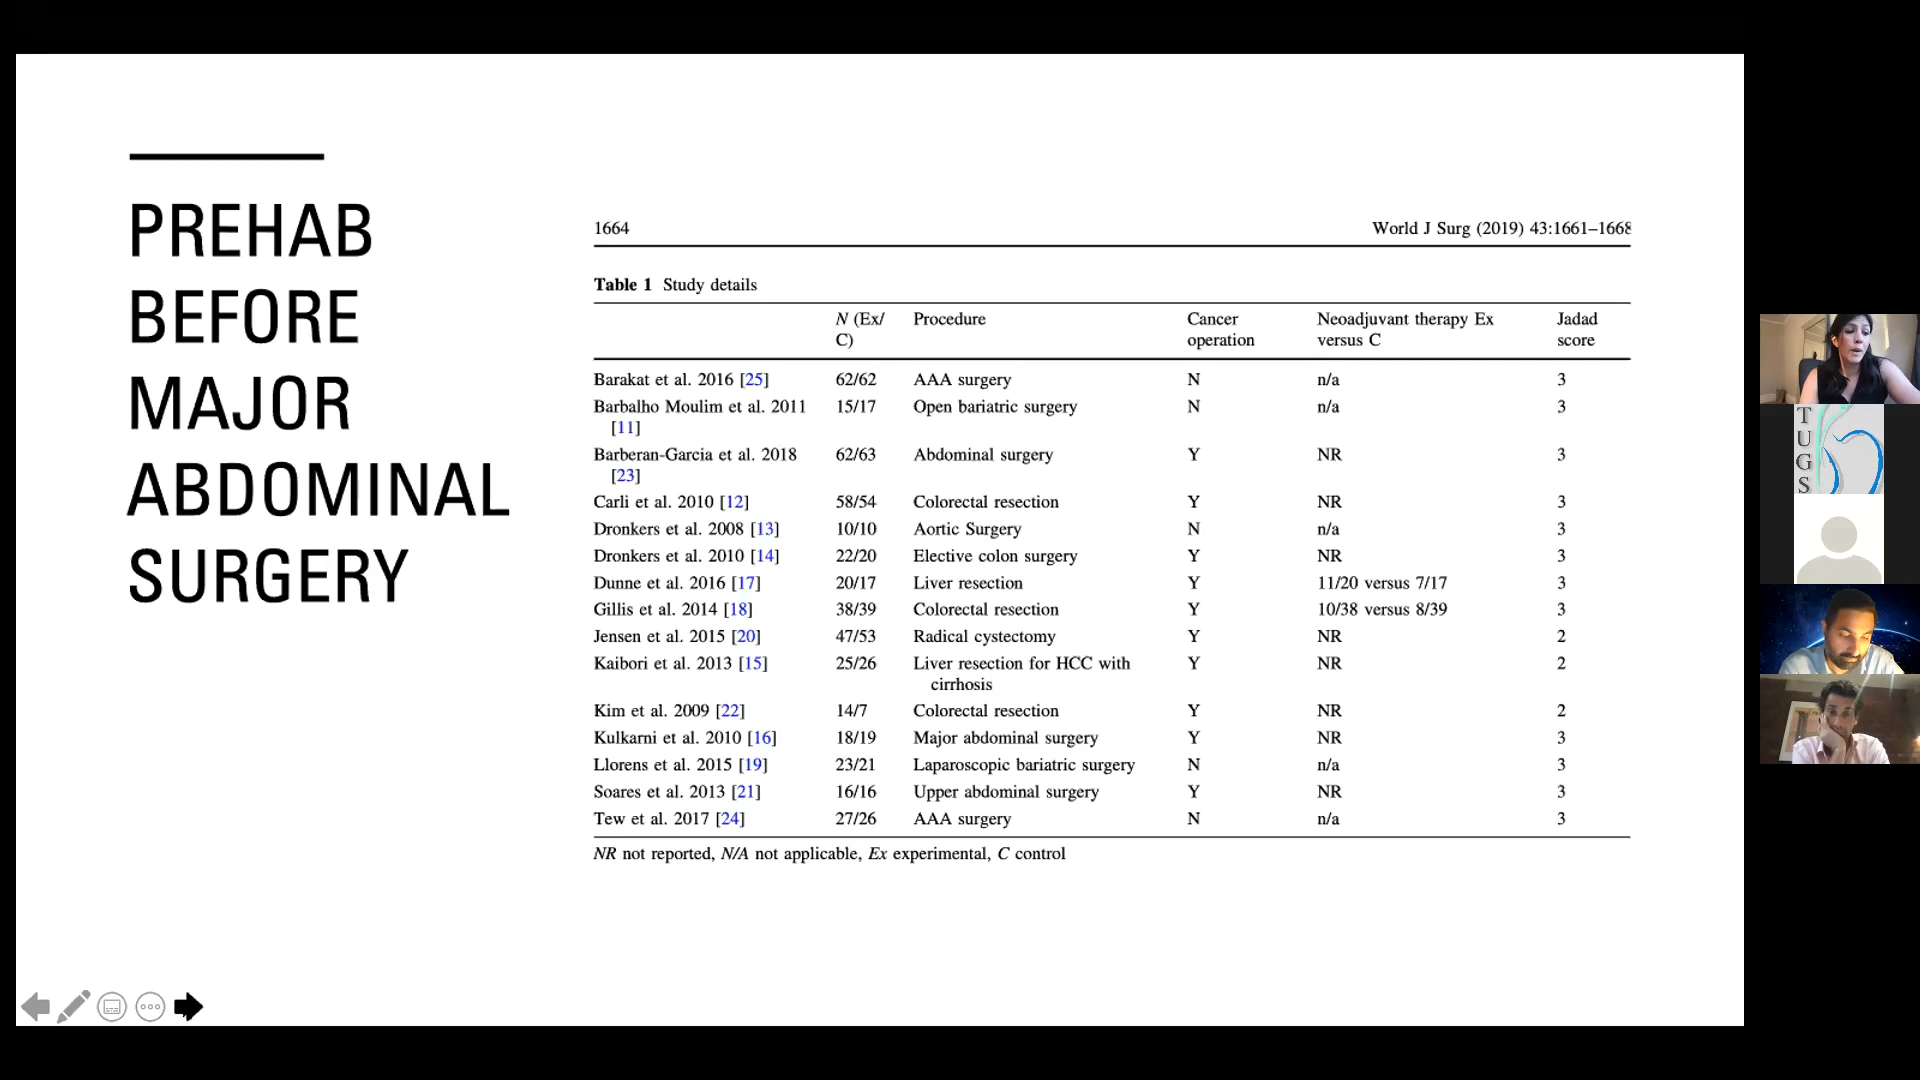 PREHAB
BEFORE
MAJOR
ABDOMINAL
SURGERY
1664 World J Surg (2019) 43:1661–1668
Table 1 Study details
N (Ex/ Procedure Cancer Neoadjuvant therapy Ex Jadad
C) operation versus C score
Barakat et al. 2016 [25] 62/62 AAA surgery N n/a 3
Barbalho Moulim et al. 2011 15/17 Open bariatric surgery N n/a 3
[11]
Barberan-Garcia et al. 2018 62/63 Abdominal surgery Y NR 3
[23]
Carli et al. 2010 [12] 58/54 Colorectal resection Y NR 3
Dronkers et al. 2008 [13] 10/10 Aortic Surgery N n/a 3
Dronkers et al. 2010 [14] 22/20 Elective colon surgery Y NR 3
Dunne et al. 2016 [17] 20/17 Liver resection Y 11/20 versus 7/17 3
Gillis et al. 2014 [18] 38/39 Colorectal resection Y 10/38 versus 8/39 3
Jensen et al. 2015 [20] 47/53 Radical cystectomy Y NR 2
Kaibori et al. 2013 [15] 25/26 Liver resection for HCC with Y NR 2
cirrhosis
Kim et al. 2009 [22] 14/7 Colorectal resection Y NR 2
Kulkarni et al. 2010 [16] 18/19 Major abdominal surgery Y NR 3
Llorens et al. 2015 [19] 23/21 Laparoscopic bariatric surgery N n/a 3
Soares et al. 2013 [21] 16/16 Upper abdominal surgery Y NR 3
Tew et al. 2017 [24] 27/26 AAA surgery N n/a 3
NR not reported, N/A not applicable, Ex experimental, C control
T
U
G
S